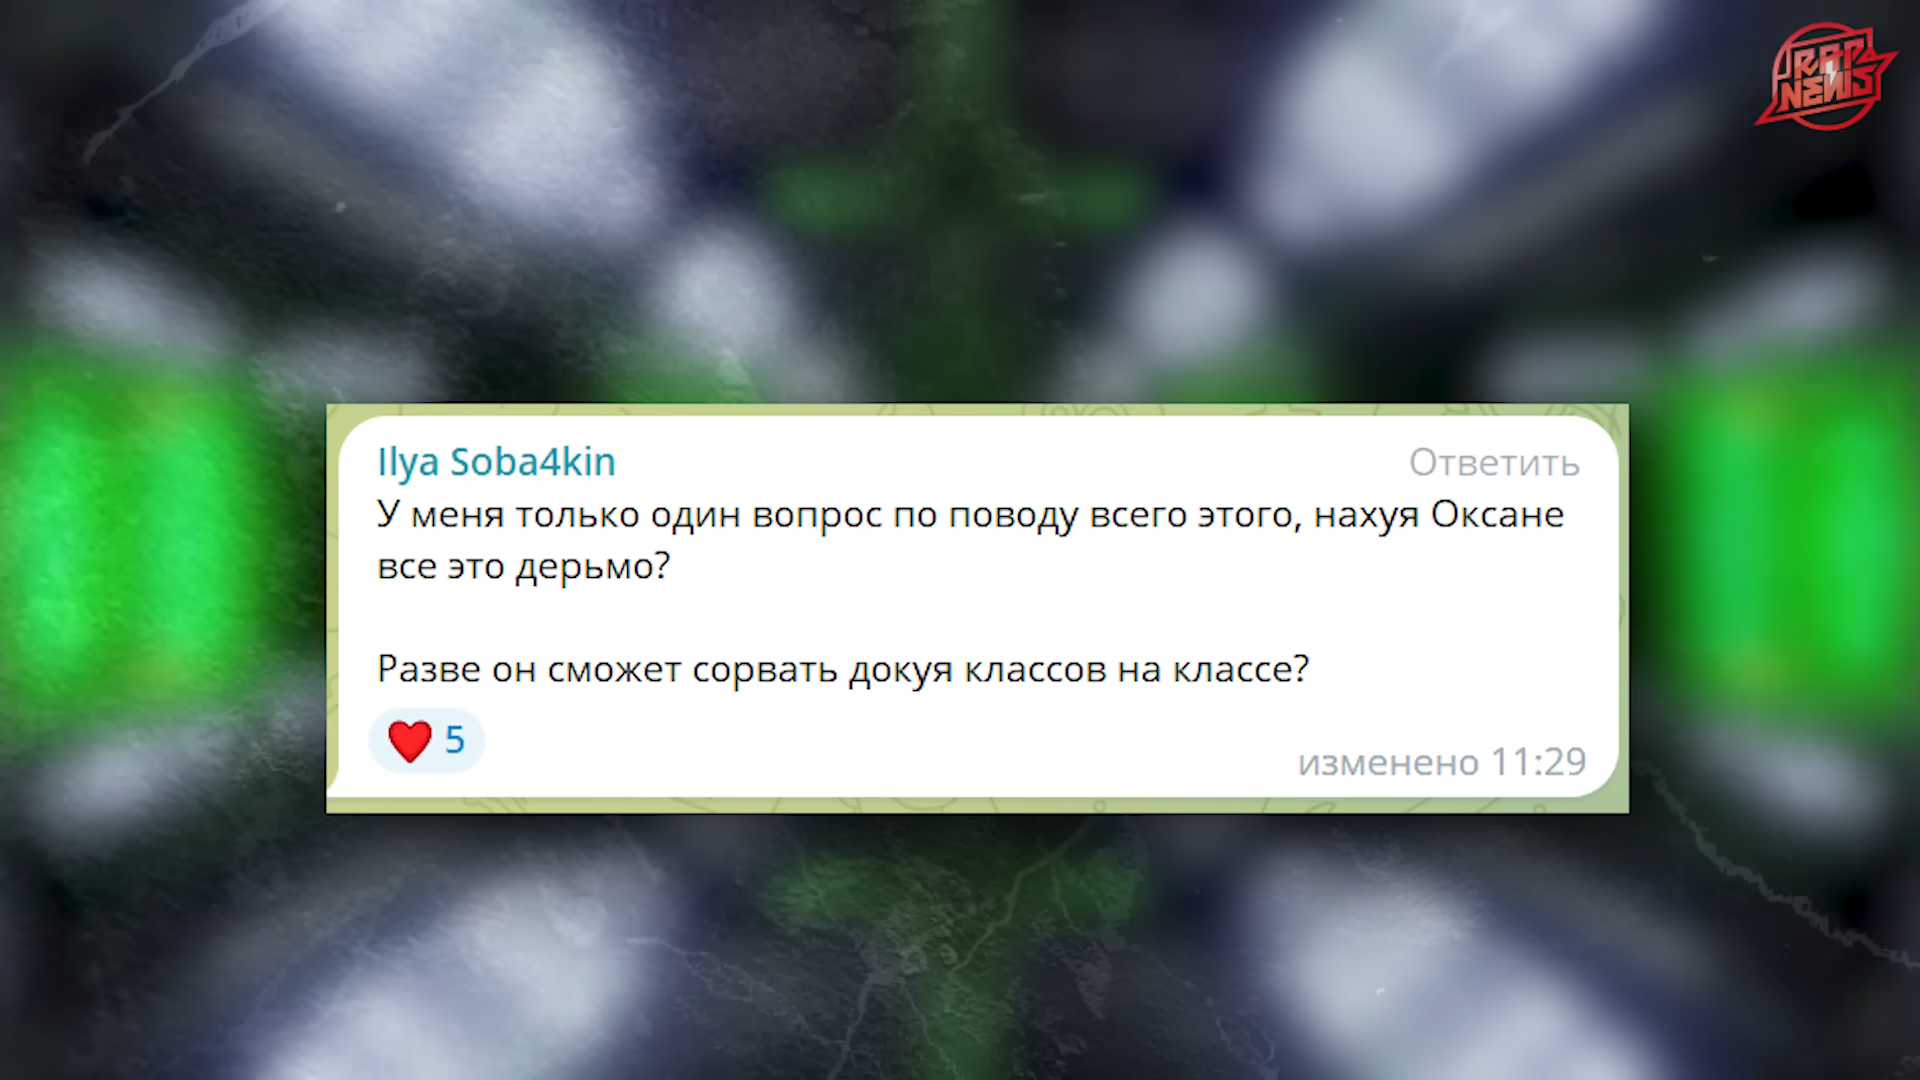 RAP
NEWS
Ilya Soba4kin
Ответить
У меня только один вопрос по поводу всего этого, нахуя Оксане
все это дерьмо?
Разве он сможет сорвать докуя классов на классе?
5
изменено 11:29